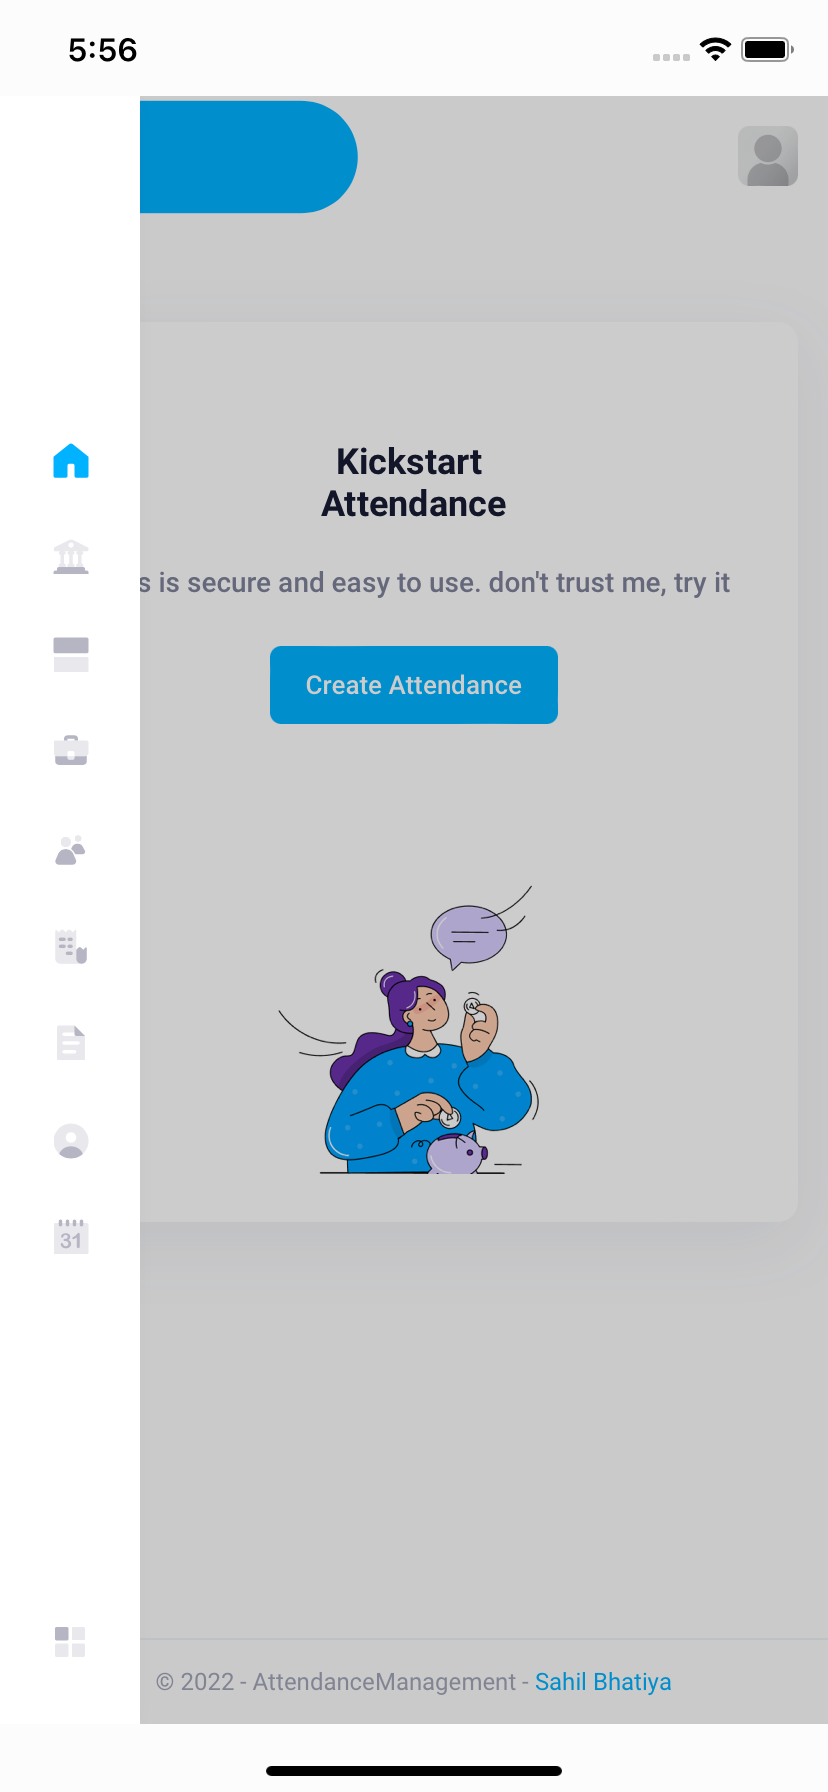 5:56
Kickstart
Attendance
s is secure and easy to use. don't trust me, try it
Create Attendance
31
© 2022 - AttendanceManagement - Sahil Bhatiya